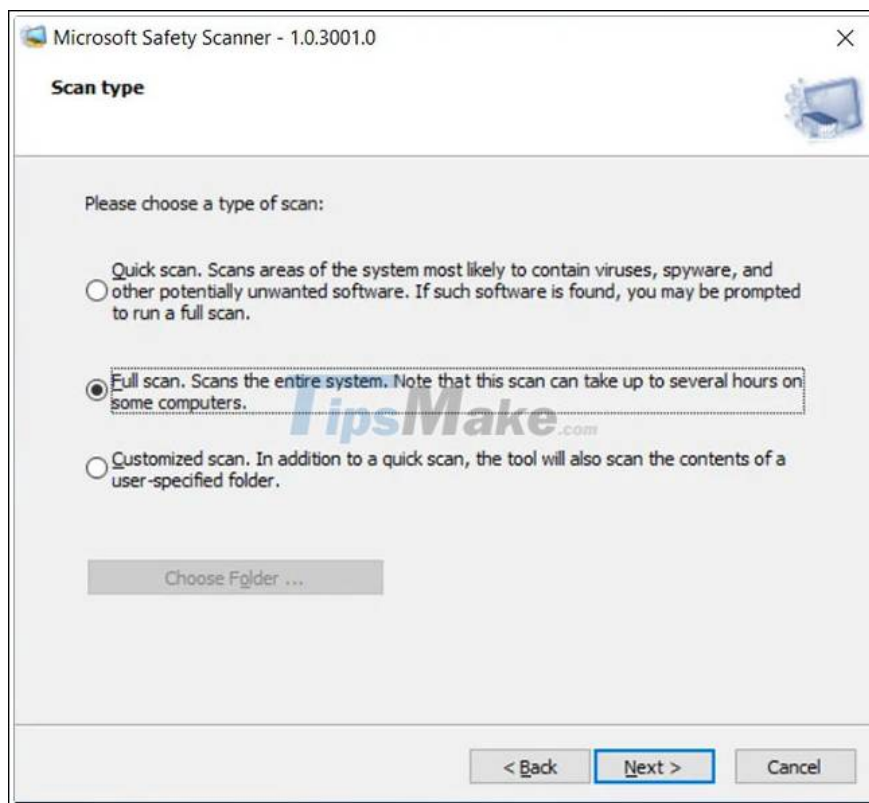 Microsoft Safety Scanner - 1.0.3001.0
Scan type
Please choose a type of scan:
Quick scan. Scans areas of the system most likely to contain viruses, spyware, and
other potentially unwanted software. If such software is found, you may be prompted
to run a full scan.
Full scan. Scans the entire system. Note that this scan can take up to several hours on
some computers.
TipsMake.com
Customized scan. In addition to a quick scan, the tool will also scan the contents of a
user-specified folder.
Choose Folder ...
< Back
Next >
Cancel